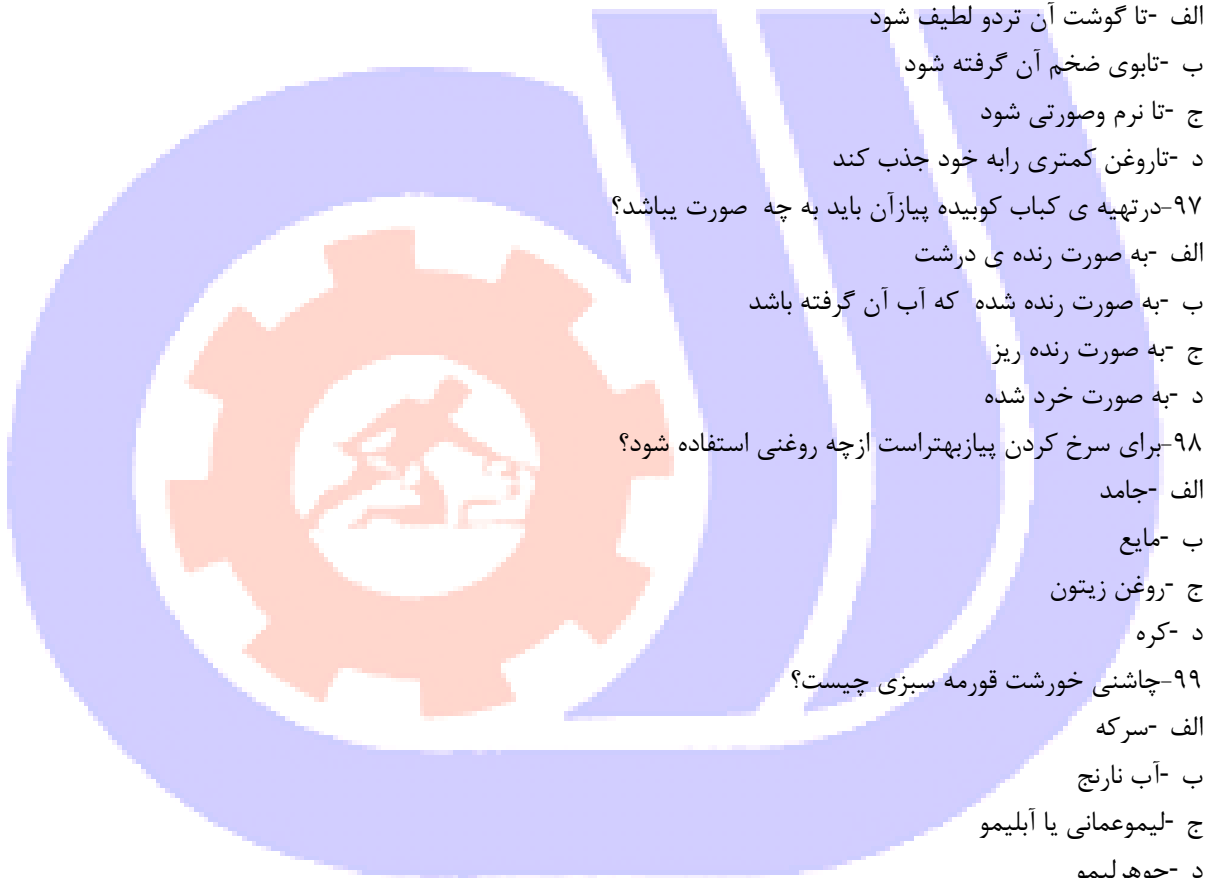 الف -تا گوشت آن تردو لطیف شود
ب -تابوی ضخم آن گرفته شود
ج -تا نرم وصورتی شود
د -تاروغن کمتری رابه خود جذب کند
۹۷-درتهیه ی کباب کوبیده پیازآن باید به چه صورت یباشد؟
الف -به صورت رنده ی درشت
ب -به صورت رنده شده که آب آن گرفته باشد
ج -به صورت رنده ریز
د -به صورت خرد شده
۹۸-برای سرخ کردن پیازبهتراست ازچه روغنی استفاده شود؟
الف -جامد
ب -مایع
ج -روغن زیتون
د -کره
۹۹-چاشنی خورشت قورمه سبزی چیست؟
الف -سرکه
ب -آب نارنج
ج -لیموعمانی یا آبلیمو
د -جوهرلیمو